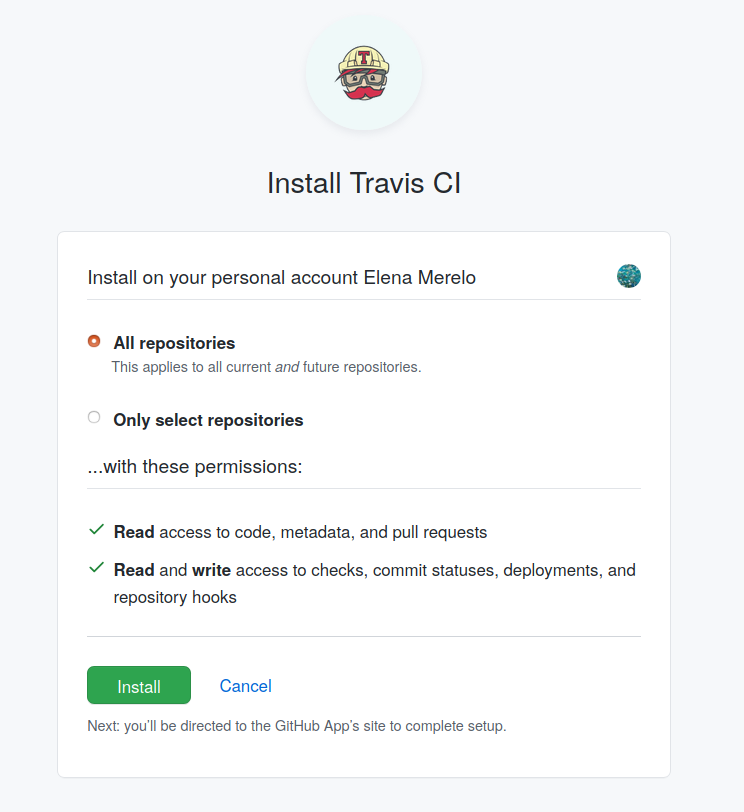 T
Install Travis CI
Install on your personal account Elena Merelo
All repositories
This applies to all current and future repositories.
Only select repositories
...with these permissions:
Read access to code, metadata, and pull requests
Read and write access to checks, commit statuses, deployments, and
repository hooks
Install Cancel
Next: you'll be directed to the GitHub App's site to complete setup.